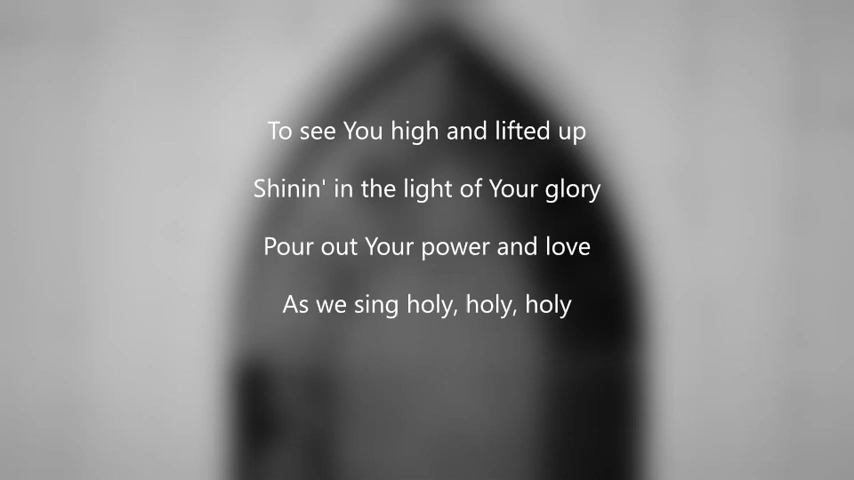 To see You high and lifted up
Shinin' in the light of Your glory
Pour out Your power and love
As we sing holy, holy, holy